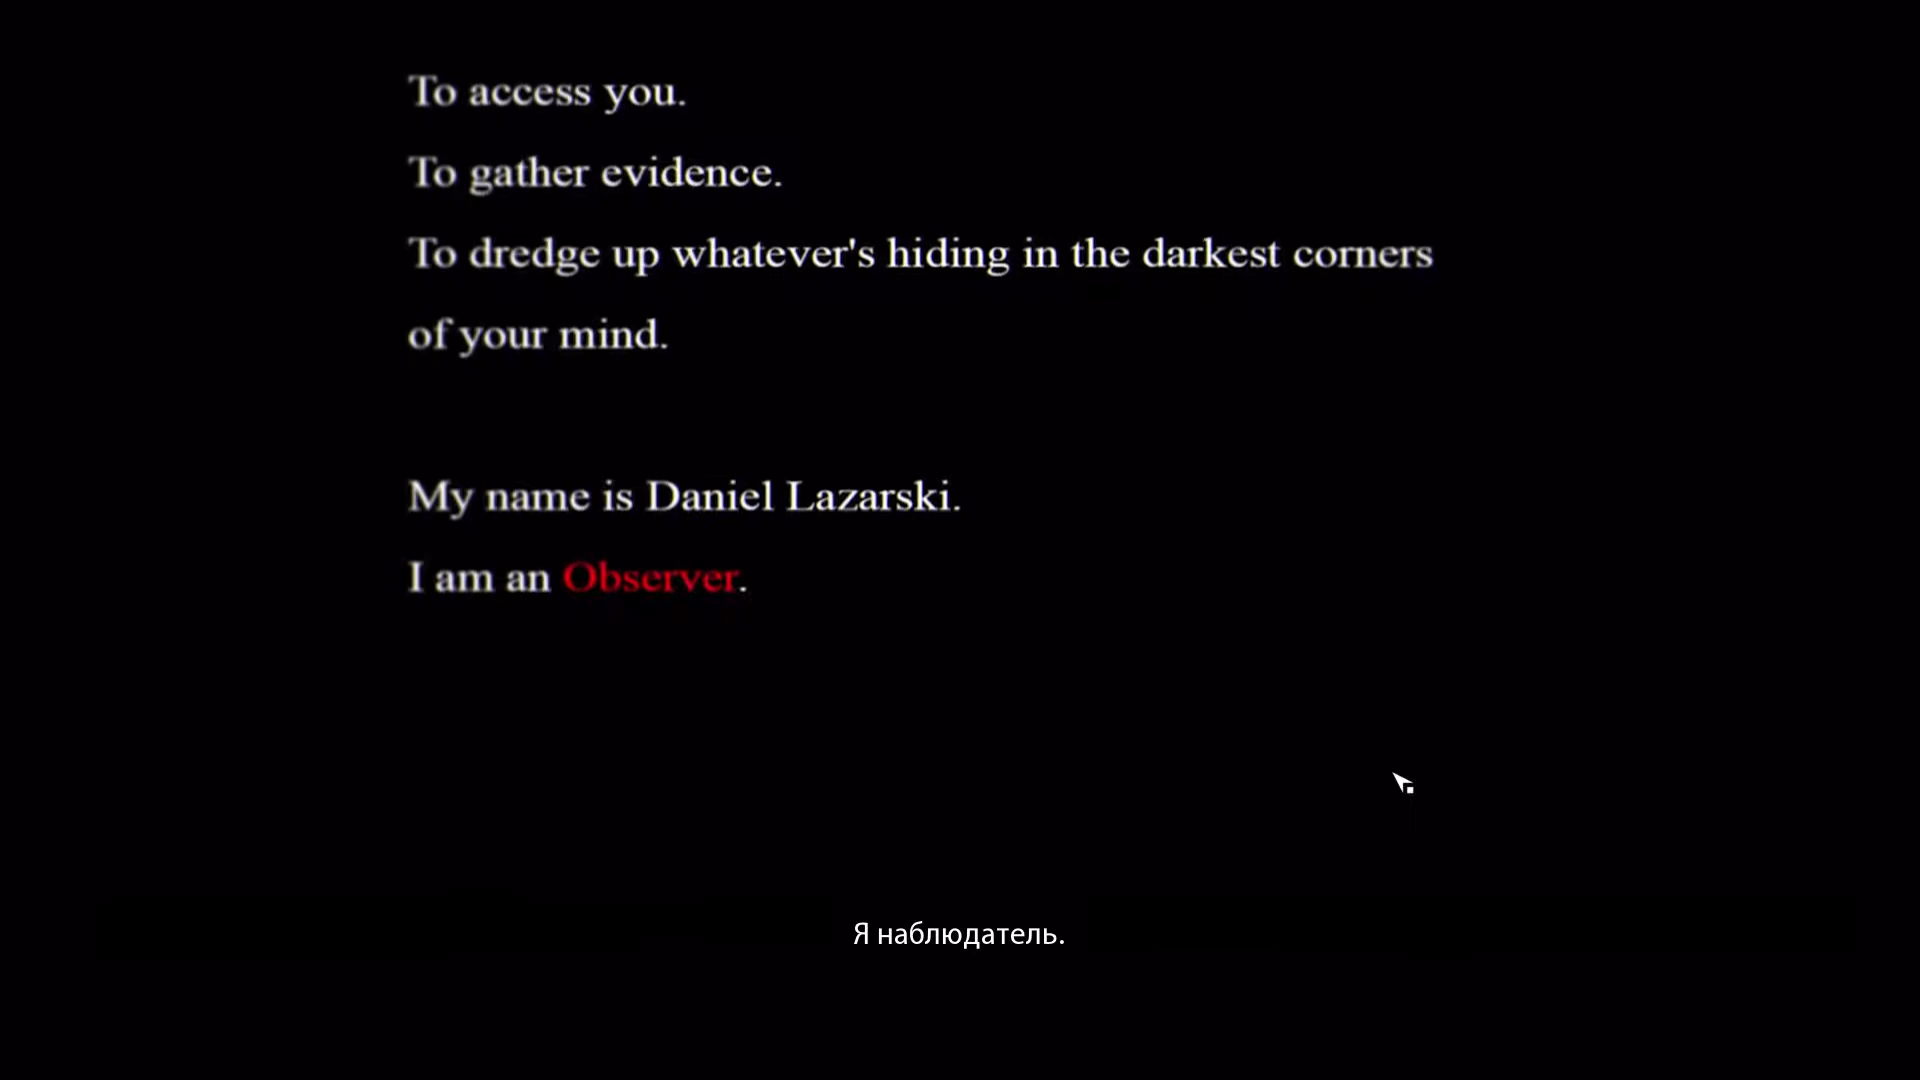 To access you.
To gather evidence.
To dredge up whatever's hiding in the darkest corners
of your mind.
My name is Daniel Lazarski.
I am an Observer.
Я наблюдатель.